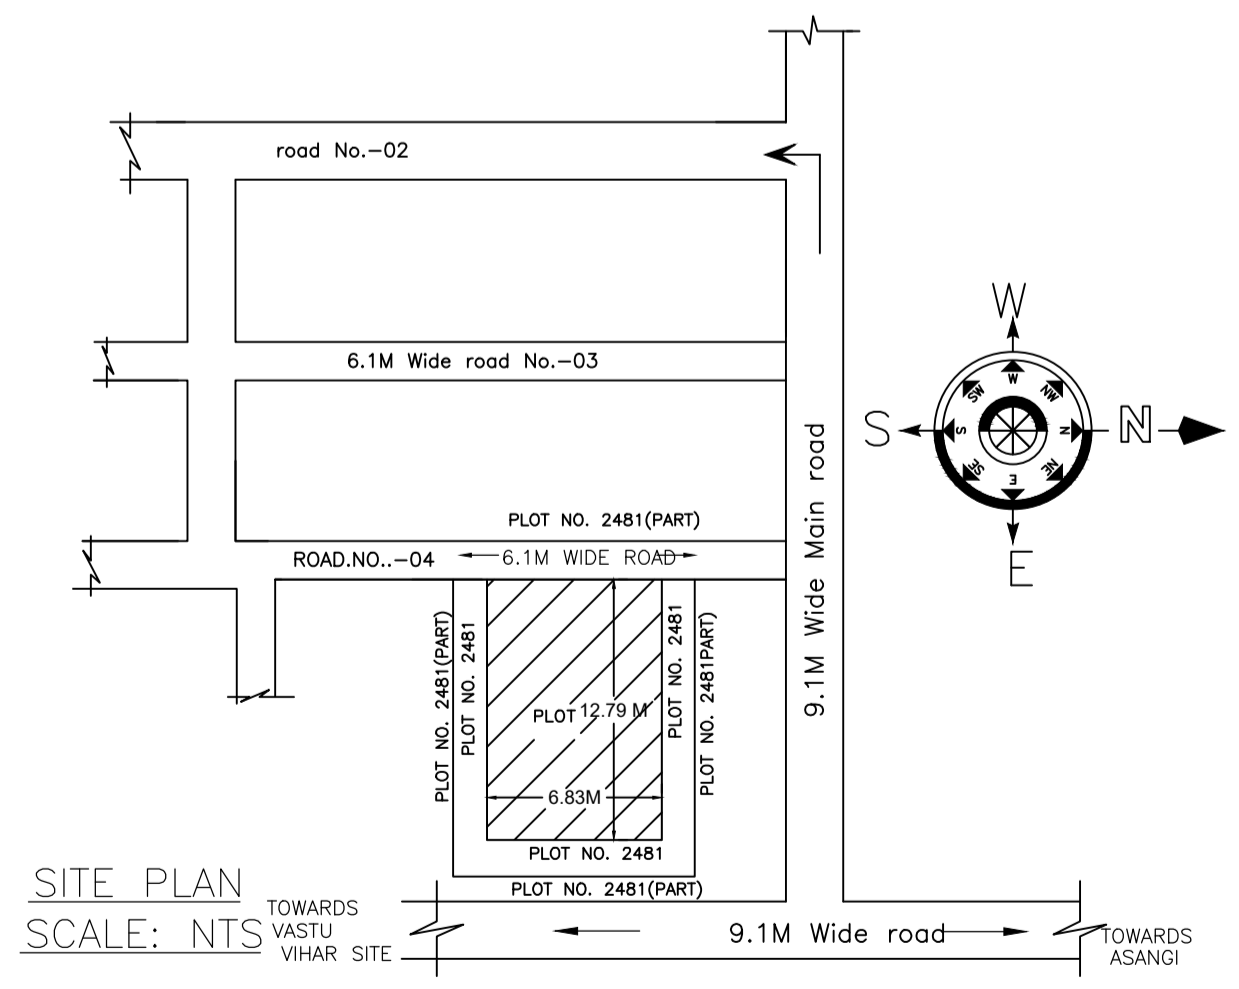 road No.-02
W
6.1M Wide road No.-03
W
SW
NW
S
S
N
N
SE
NE
E
E
9.1M Wide Main road
PLOT NO. 2481(PART)
ROAD.NO..-04
6.1M WIDE ROAD
PLOT NO. 2481(PART)
PLOT NO. 2481
PLOT NO. 2481
PLOT NO. 2481PART)
PLOT
12.79 M
6.83M
PLOT NO. 2481
PLOT NO. 2481(PART)
SITE PLAN
SCALE: NTS
TOWARDS
VASTU
VIHAR SITE
9.1M Wide road
TOWARDS
ASANGI